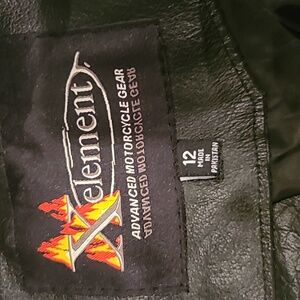 Xelement
ADVANCED MOTORCYCLE GEAR
ADVANCED MOTORCYCLE GEAR
12
MADE
IN
PAKISTAN